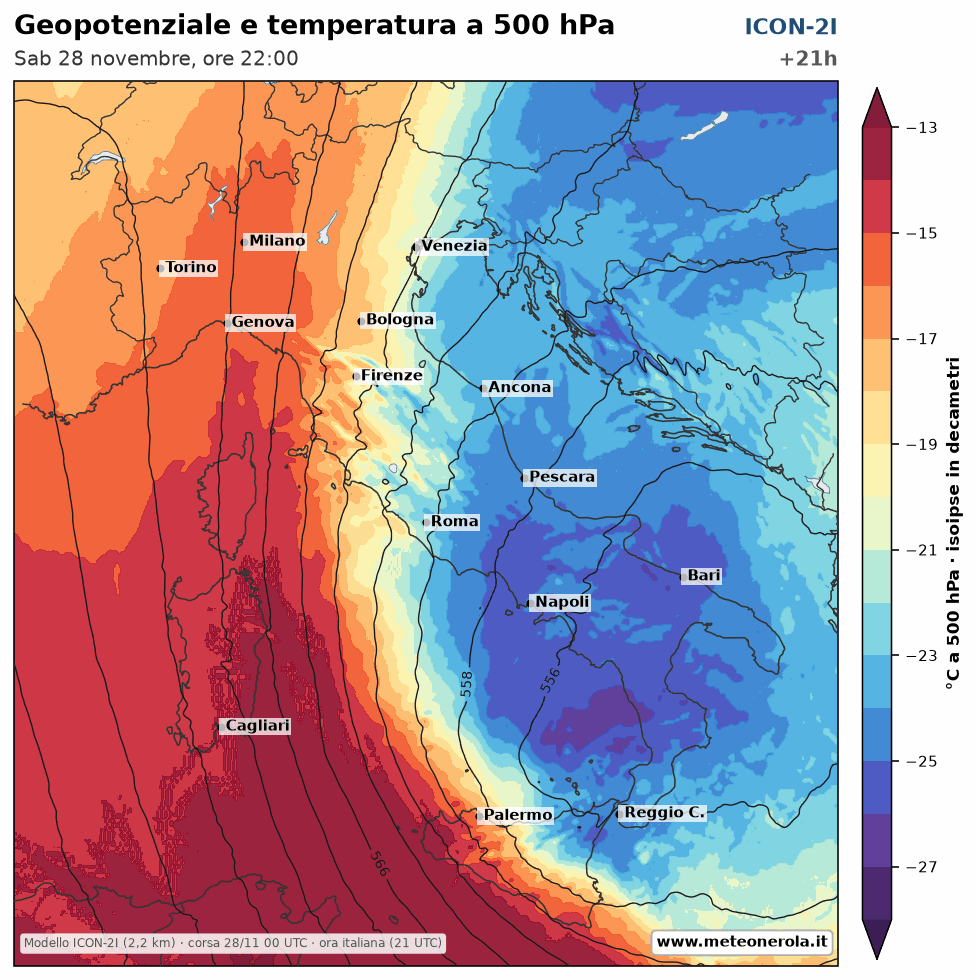 Geopotenziale e temperatura a 500 hPa
ICON-2I
Sab 28 novembre, ore 22:00
+21h
−13
−15
−17
−19
−21
−23
−25
−27
°C a 500 hPa · isoipse in decametri
Milano
Torino
Venezia
Genova
Bologna
Firenze
Ancona
Pescara
Roma
Bari
Napoli
558
556
Cagliari
Palermo
Reggio C.
566
Modello ICON-2I (2,2 km) · corsa 28/11 00 UTC · ora italiana (21 UTC)
www.meteonerola.it